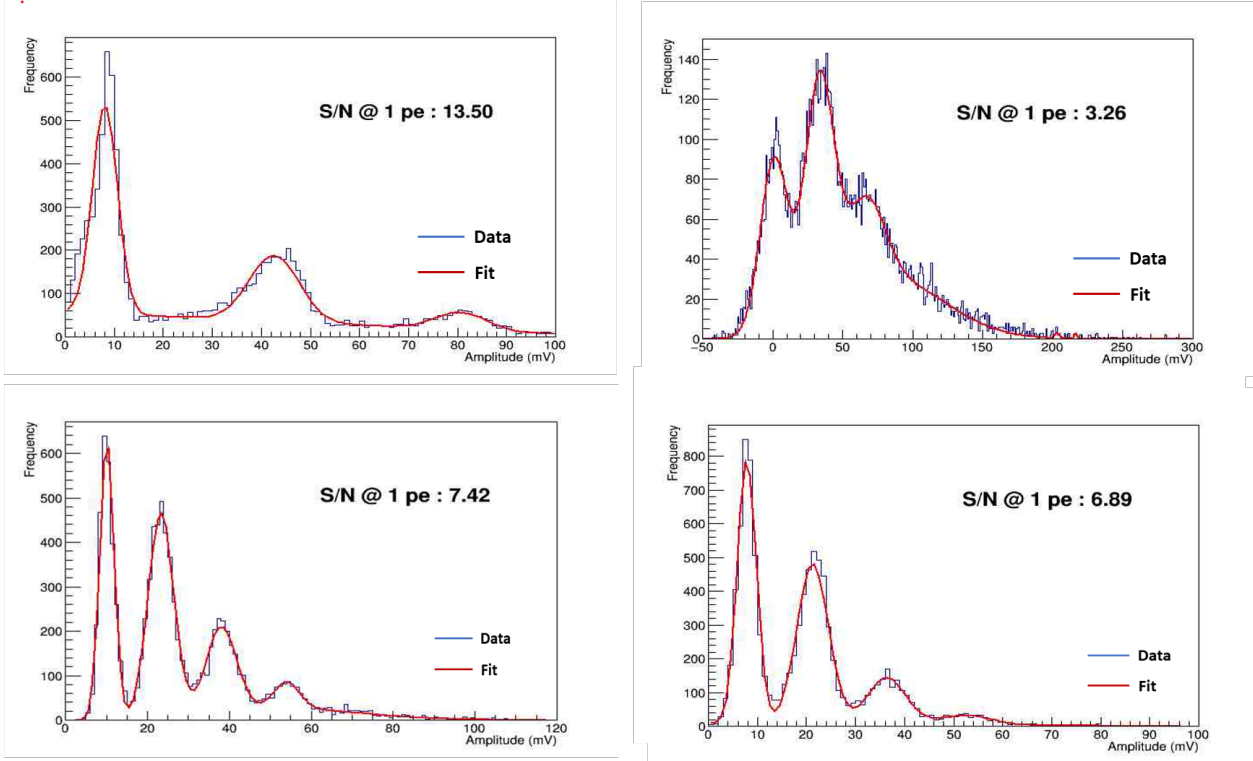 Frequency
600
500
400
300
200
100
0
S/N @ 1 pe : 13.50
Data
Fit
0 10 20 30 40 50 60 70 80 90 100
Amplitude (mV)
Frequency
140
120
100
80
60
40
20
0
S/N @ 1 pe : 3.26
Data
Fit
−50 0 50 100 150 200 250 300
Amplitude (mV)
Frequency
600
500
400
300
200
100
0
S/N @ 1 pe : 7.42
Data
Fit
0 20 40 60 80 100 120
Amplitude (mV)
Frequency
800
700
600
500
400
300
200
100
0
S/N @ 1 pe : 6.89
Data
Fit
0 10 20 30 40 50 60 70 80 90 100
Amplitude (mV)